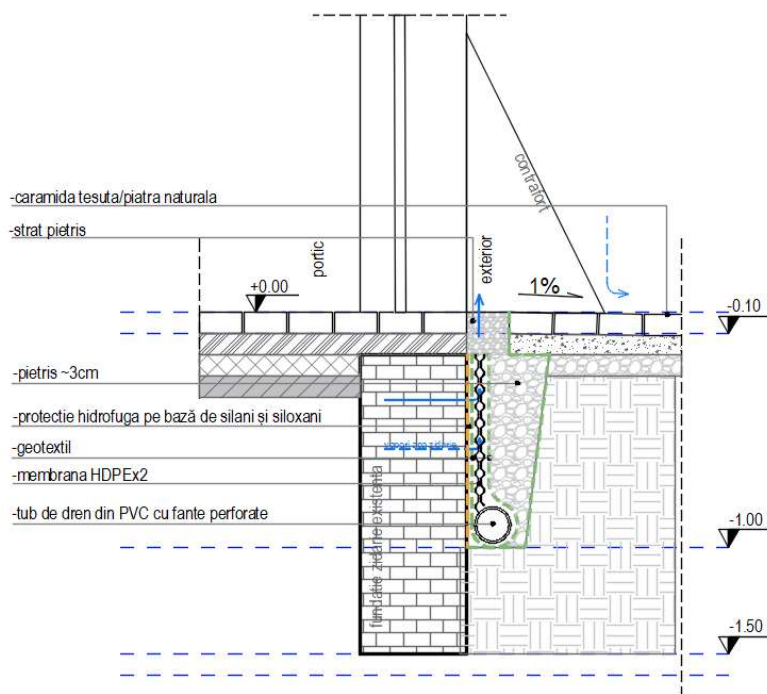 -caramida tesuta/piatra naturala
-strat pietris
contrafort
portic
exterior
+0.00
1%
-0.10
-pietris ~3cm
-protectie hidrofuga pe bază de silani și siloxani
-geotextil
-membrana HDPEx2
-tub de dren din PVC cu fante perforate
fundatie zidarie existenta
-1.00
-1.50